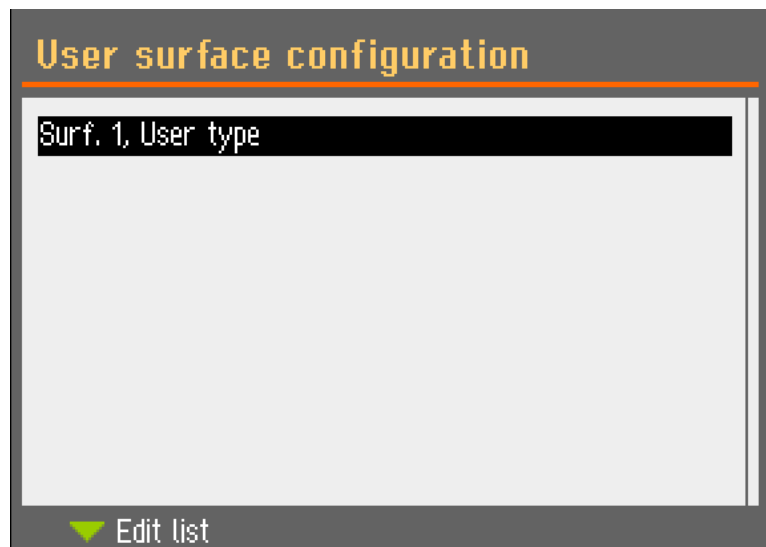 User surface configuration
Surf. 1, User type
Edit list